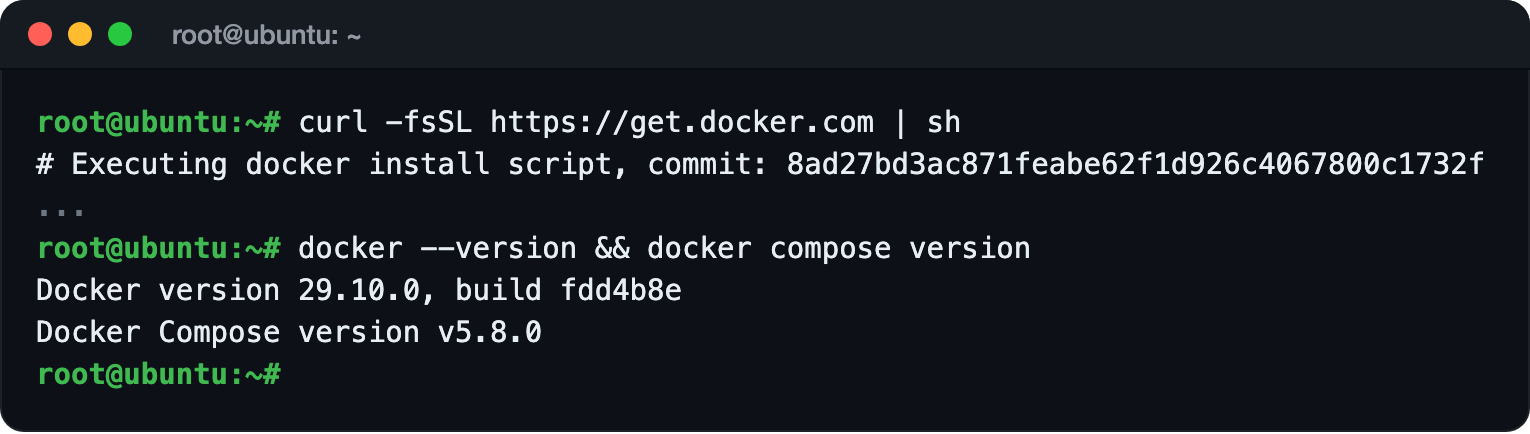 root@ubuntu: ~
root@ubuntu:~# curl -fsSL https://get.docker.com | sh
# Executing docker install script, commit: 8ad27bd3ac871feabe62f1d926c4067800c1732f
...
root@ubuntu:~# docker --version && docker compose version
Docker version 29.10.0, build fdd4b8e
Docker Compose version v5.8.0
root@ubuntu:~#